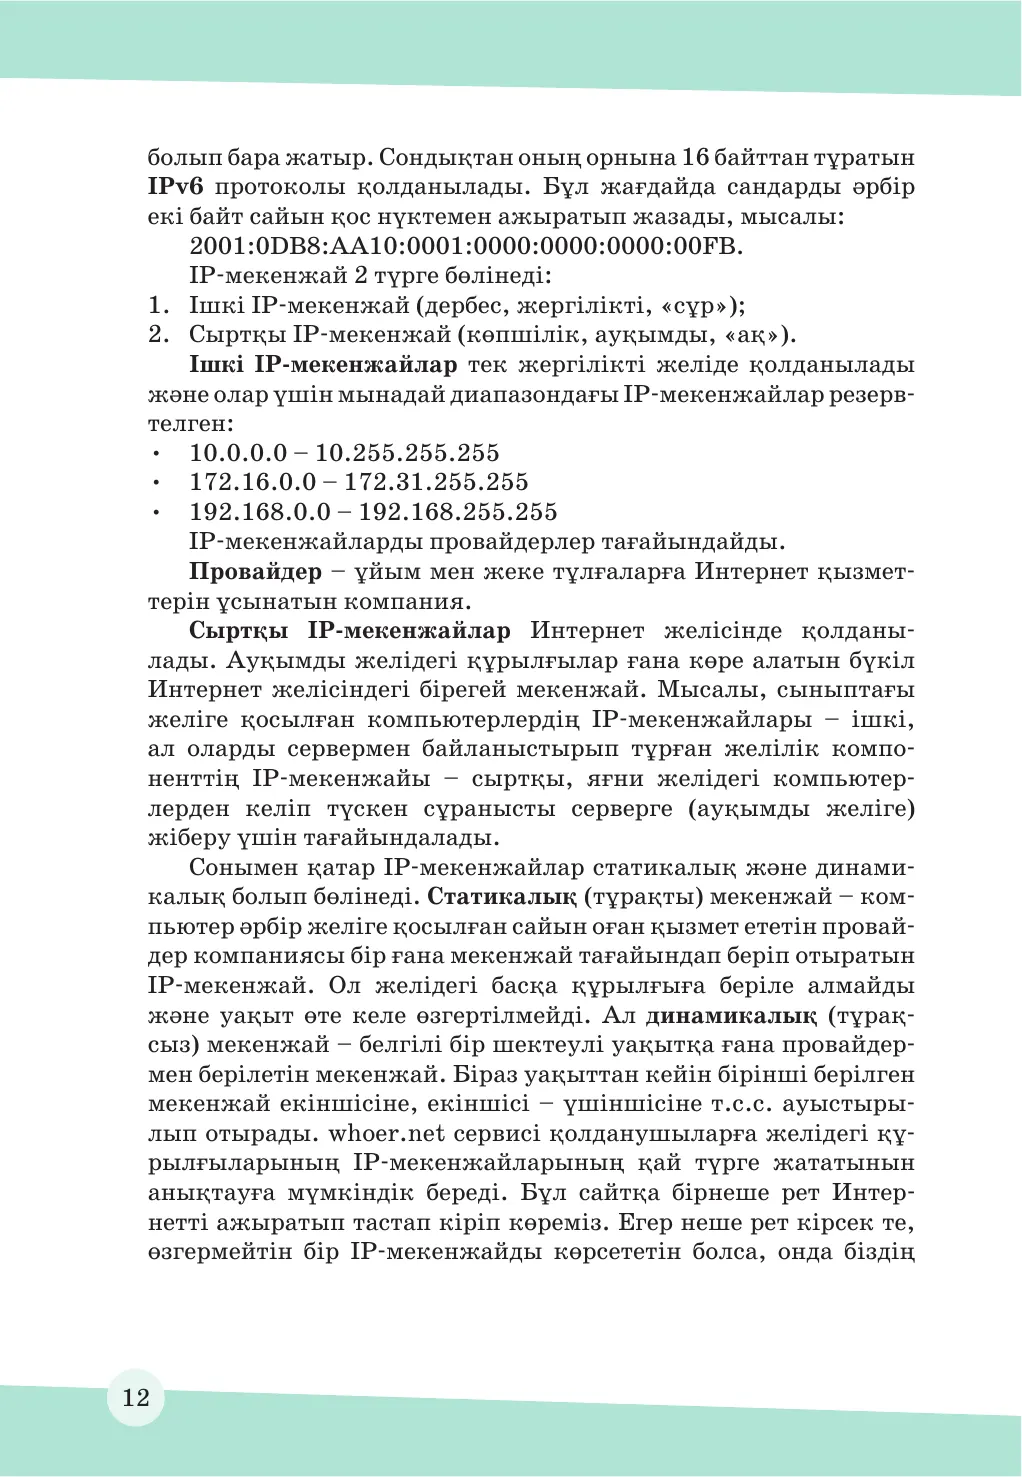 болып бара жатыр. Сондықтан оның орнына 16 байттан тұратын
IPv6 протоколы қолданылады. Бұл жағдайда сандарды әрбір
екі байт сайын қос нүктемен ажыратып жазады, мысалы:
2001:0DB8:AA10:0001:0000:0000:0000:00FB.
IP-мекенжай 2 түрге бөлінеді:
1. Ішкі IP-мекенжай (дербес, жергілікті, «сұр»);
2. Сыртқы IP-мекенжай (көпшілік, ауқымды, «ақ»).
Ішкі IP-мекенжайлар тек жергілікті желіде қолданылады
және олар үшін мынадай диапазондағы IP-мекенжайлар резерв-
телген:
• 10.0.0.0 – 10.255.255.255
• 172.16.0.0 – 172.31.255.255
• 192.168.0.0 – 192.168.255.255
IP-мекенжайларды провайдерлер тағайындайды.
Провайдер – ұйым мен жеке тұлғаларға Интернет қызмет-
терін ұсынатын компания.
Сыртқы IP-мекенжайлар Интернет желісінде қолданы-
лады. Ауқымды желідегі құрылғылар ғана көре алатын бүкіл
Интернет желісіндегі бірегей мекенжай. Мысалы, сыныптағы
желіге қосылған компьютерлердің IP-мекенжайлары – ішкі,
ал оларды сервермен байланыстырып тұрған желілік компо-
ненттің IP-мекенжайы – сыртқы, яғни желідегі компьютер-
лерден келіп түскен сұранысты серверге (ауқымды желіге)
жіберу үшін тағайындалады.
Сонымен қатар IP-мекенжайлар статикалық және динами-
калық болып бөлінеді. Статикалық (тұрақты) мекенжай – ком-
пьютер әрбір желіге қосылған сайын оған қызмет ететін провай-
дер компаниясы бір ғана мекенжай тағайындап беріп отыратын
IP-мекенжай. Ол желідегі басқа құрылғыға беріле алмайды
және уақыт өте келе өзгертілмейді. Ал динамикалық (тұрақ-
сыз) мекенжай – белгілі бір шектеулі уақытқа ғана провайдер-
мен берілетін мекенжай. Біраз уақыттан кейін бірінші берілген
мекенжай екіншісіне, екіншісі – үшіншісіне т.с.с. ауыстыры-
лып отырады. whoer.net сервисі қолданушыларға желідегі құ-
рылғыларының IP-мекенжайларының қай түрге жататынын
анықтауға мүмкіндік береді. Бұл сайтқа бірнеше рет Интер-
нетті ажыратып тастап кіріп көреміз. Егер неше рет кірсек те,
өзгермейтін бір IP-мекенжайды көрсететін болса, онда біздің
12